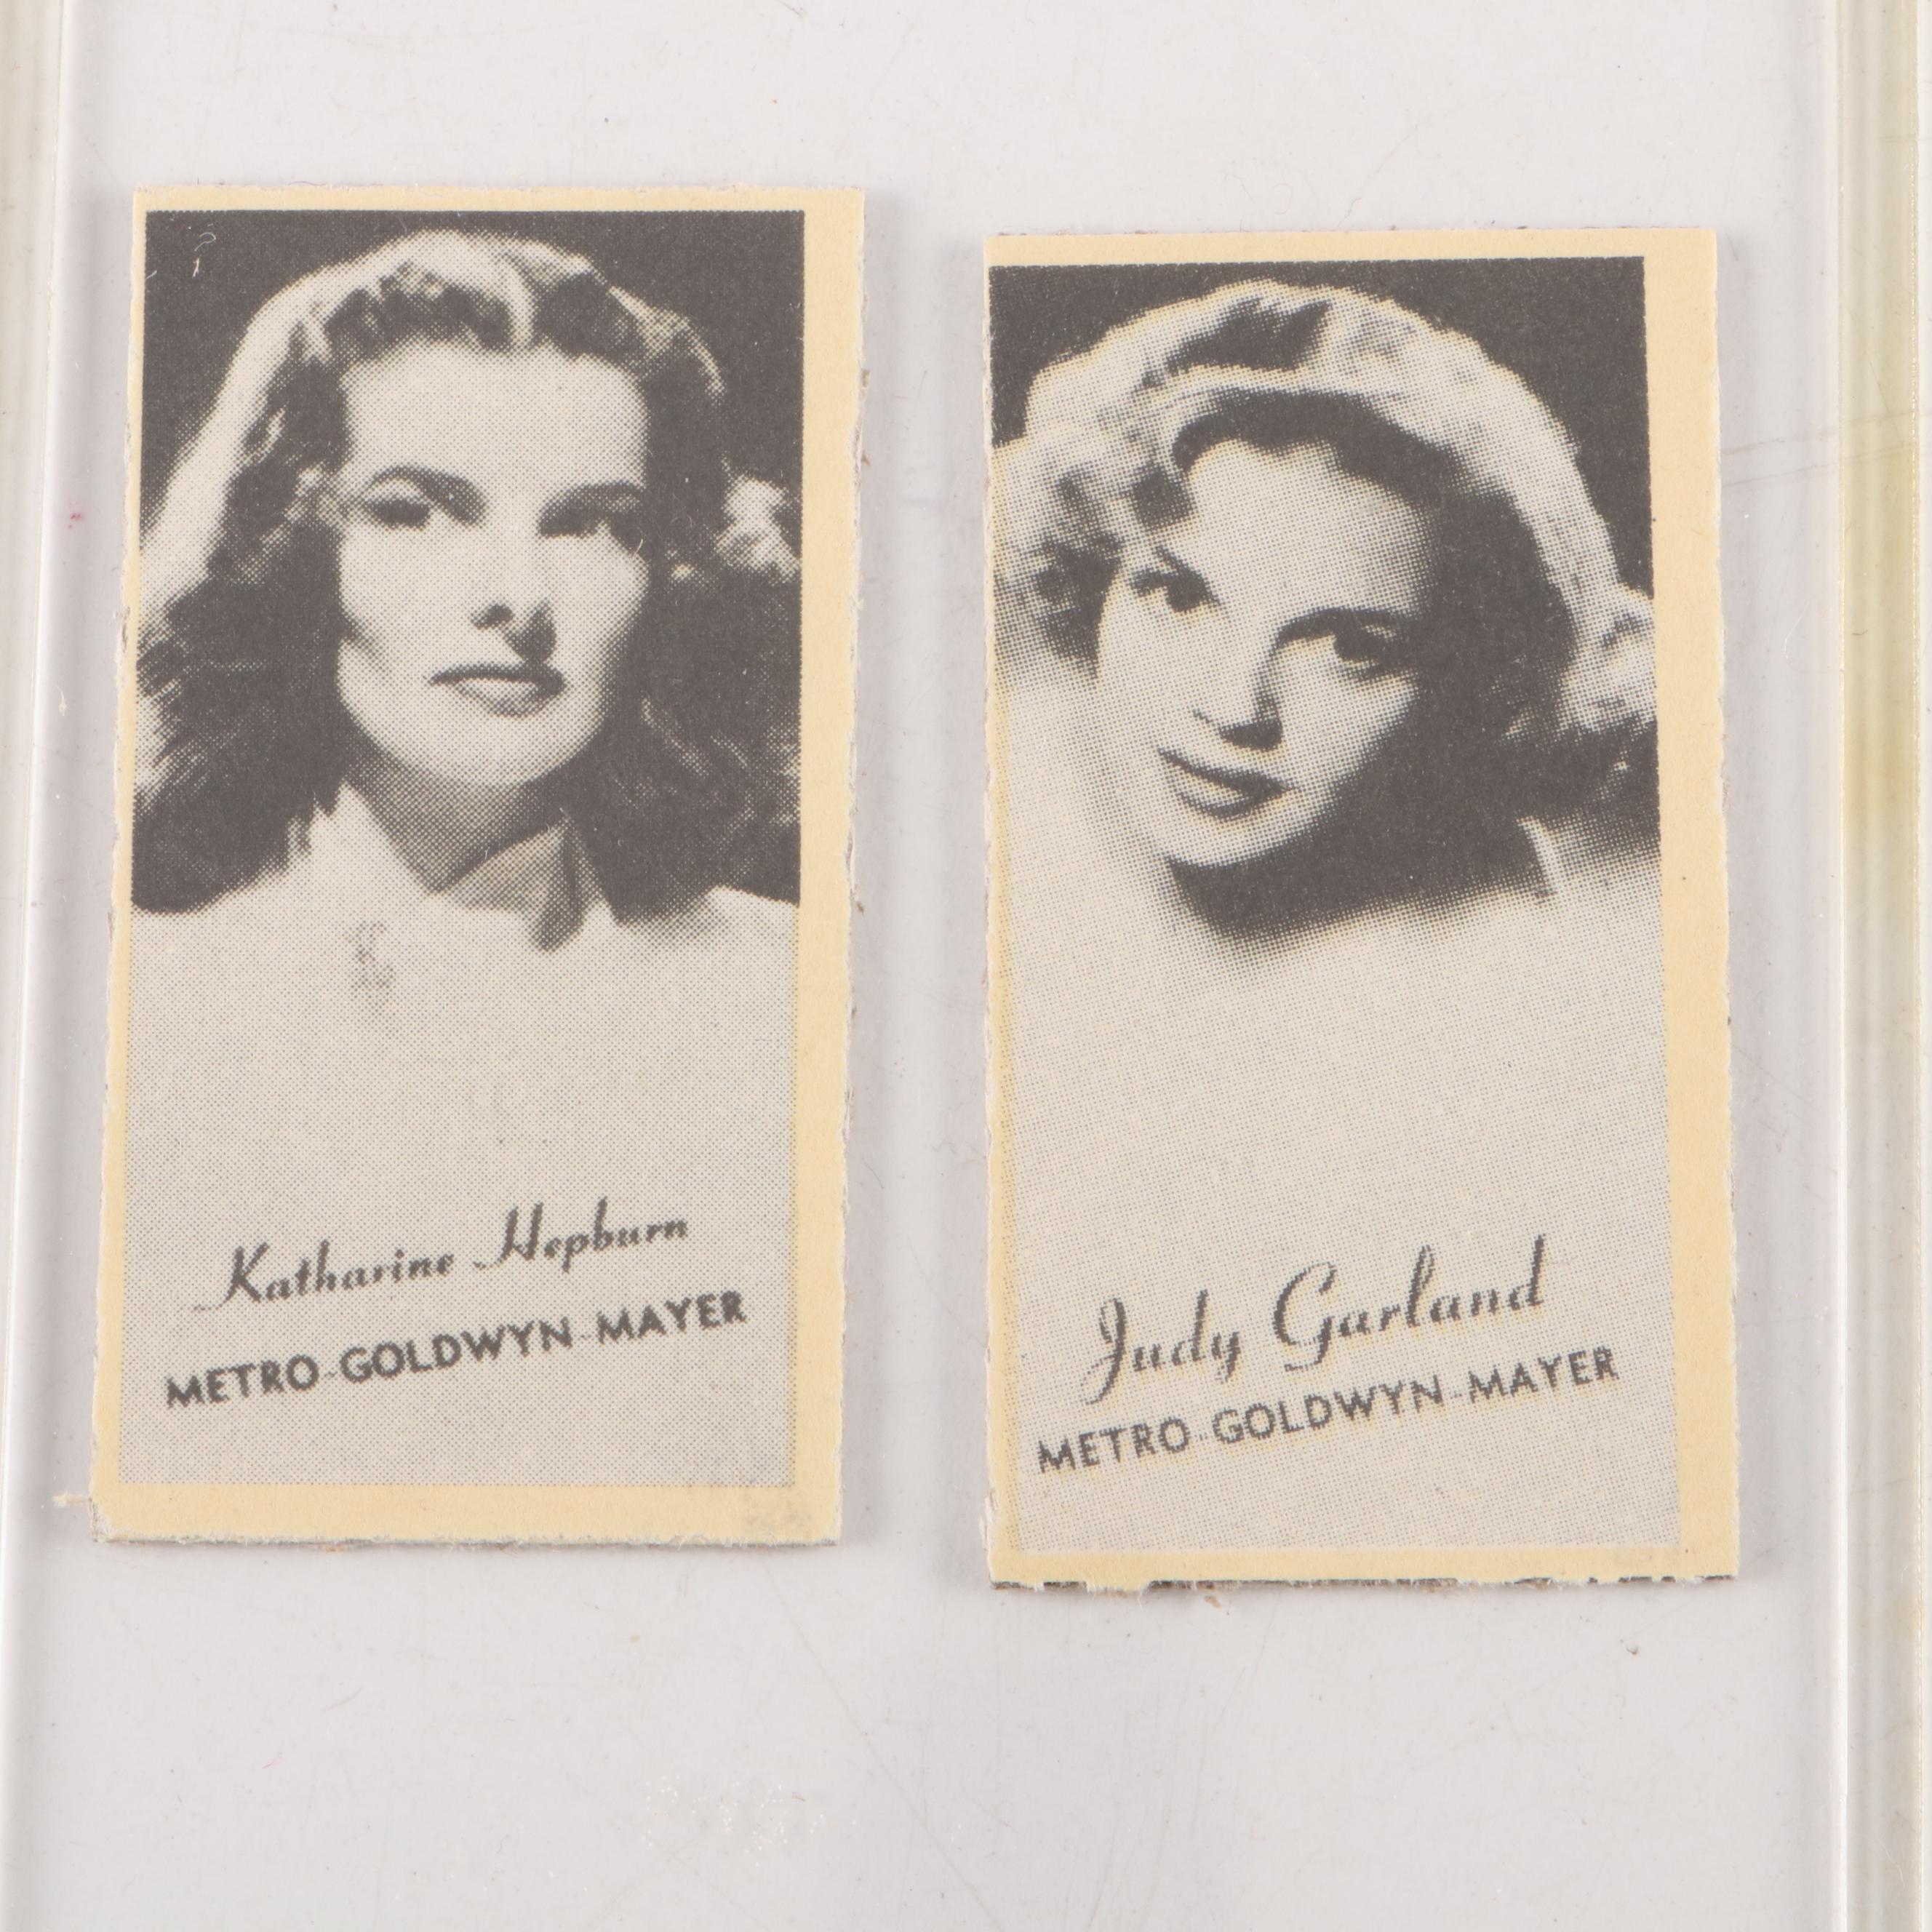 Katharine Hepburn
METRO-GOLDWYN-MAYER
Judy Garland
METRO-GOLDWYN-MAYER